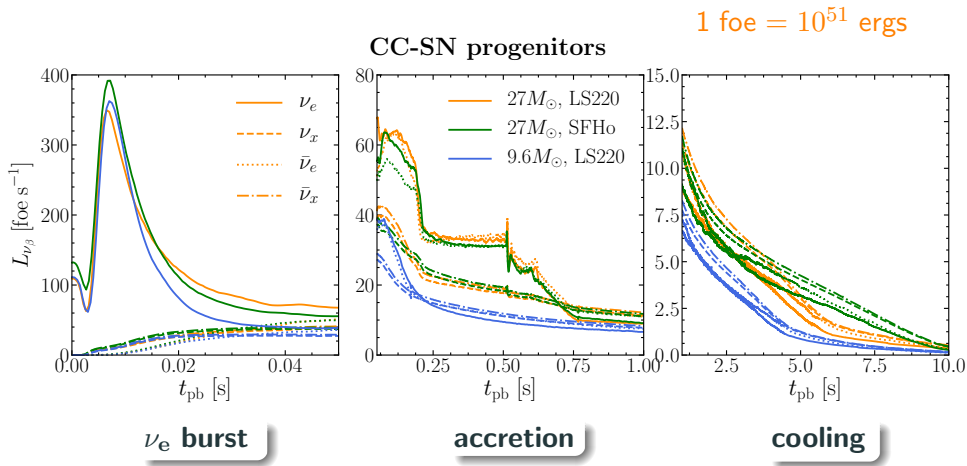 1 foe = 10^51 ergs
CC-SN progenitors
L_{ν_β} [foe s^{−1}]
400
300
200
100
0
0.00
0.02
0.04
t_pb [s]
ν_e
ν_x
ν̄_e
ν̄_x
80
60
40
20
0
0.25
0.50
0.75
1.00
t_pb [s]
27M_⊙, LS220
27M_⊙, SFHo
9.6M_⊙, LS220
15.0
12.5
10.0
7.5
5.0
2.5
0.0
2.5
5.0
7.5
10.0
t_pb [s]
ν_e burst
accretion
cooling